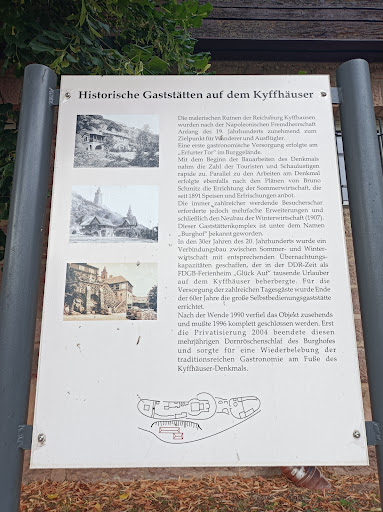 Historische Gaststätten auf dem Kyffhäuser
Die malerischen Ruinen der Reichsburg Kyffhausen
wurden nach der Napoleonischen Fremdherrschaft
Anfang des 19. Jahrhunderts zunehmend zum
Zielpunkt für Wanderer und Ausflügler.
Eine erste gastronomische Versorgung erfolgte am
„Erfurter Tor" im Burggelände.
Mit dem Beginn der Bauarbeiten des Denkmals
nahm die Zahl der Touristen und Schaulustigen
rapide zu. Parallel zu den Arbeiten am Denkmal
erfolgte ebenfalls nach den Plänen von Bruno
Schmitz die Errichtung der Sommerwirtschaft, die
seit 1891 Speisen und Erfrischungen anbot.
Die immer zahlreicher werdende Besucherschar
erforderte jedoch mehrfache Erweiterungen und
schließlich den Neubau der Winterwirtschaft (1907).
Dieser Gaststättenkomplex ist unter dem Namen
„Burghof" bekannt geworden.
In den 30er Jahren des 20. Jahrhunderts wurde ein
Verbindungsbau zwischen Sommer- und Winter-
wirtschaft mit entsprechenden Übernachtungs-
kapazitäten geschaffen, der in der DDR-Zeit als
FDGB-Ferienheim „Glück Auf" tausende Urlauber
auf dem Kyffhäuser beherbergte. Für die
Versorgung der zahlreichen Tagesgäste wurde Ende
der 60er Jahre die große Selbstbedienungsgaststätte
errichtet.
Nach der Wende 1990 verfiel das Objekt zusehends
und mußte 1996 komplett geschlossen werden. Erst
die Privatisierung 2004 beendete diesen
mehrjährigen Dornröschenschlaf des Burghofes
und sorgte für eine Wiederbelebung der
traditionsreichen Gastronomie am Fuße des
Kyffhäuser-Denkmals.